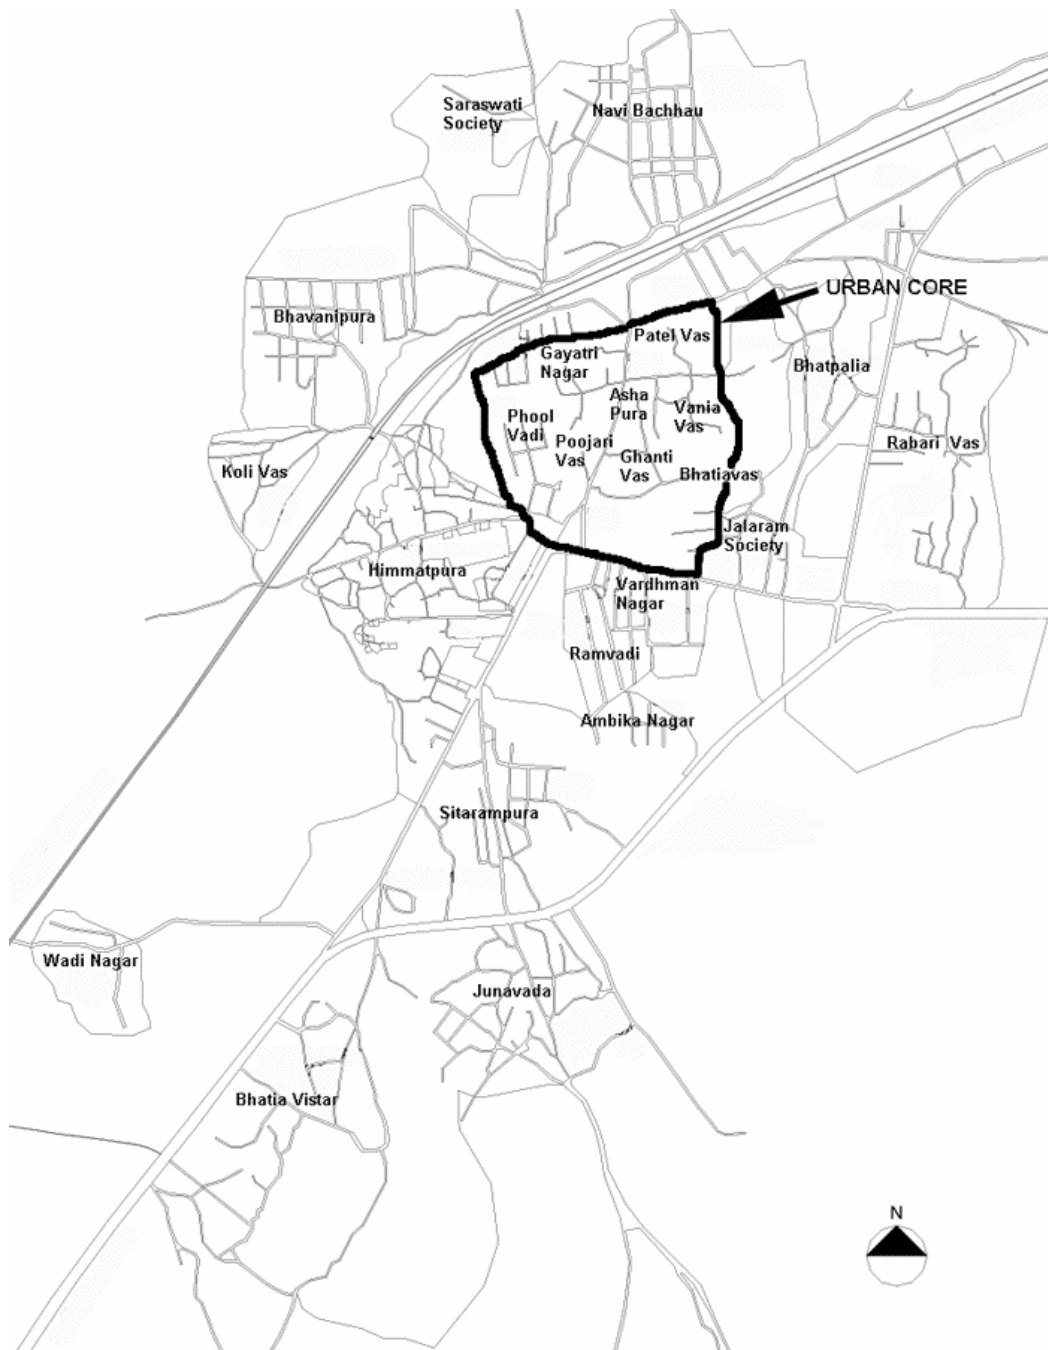 Saraswati
Society
Navi Bachhau
URBAN CORE
Bhavanipura
Patel Vas
Gayatri
Nagar
Bhatpalia
Asha
Pura
Vania
Vas
Phool
Vadi
Poojari
Vas
Ghanti
Vas
Rabari Vas
Koli Vas
Bhatiavas
Jalaram
Society
Himmatpura
Vardhman
Nagar
Ramvadi
Ambika Nagar
Sitarampura
Wadi Nagar
Junavada
Bhatia Vistar
N